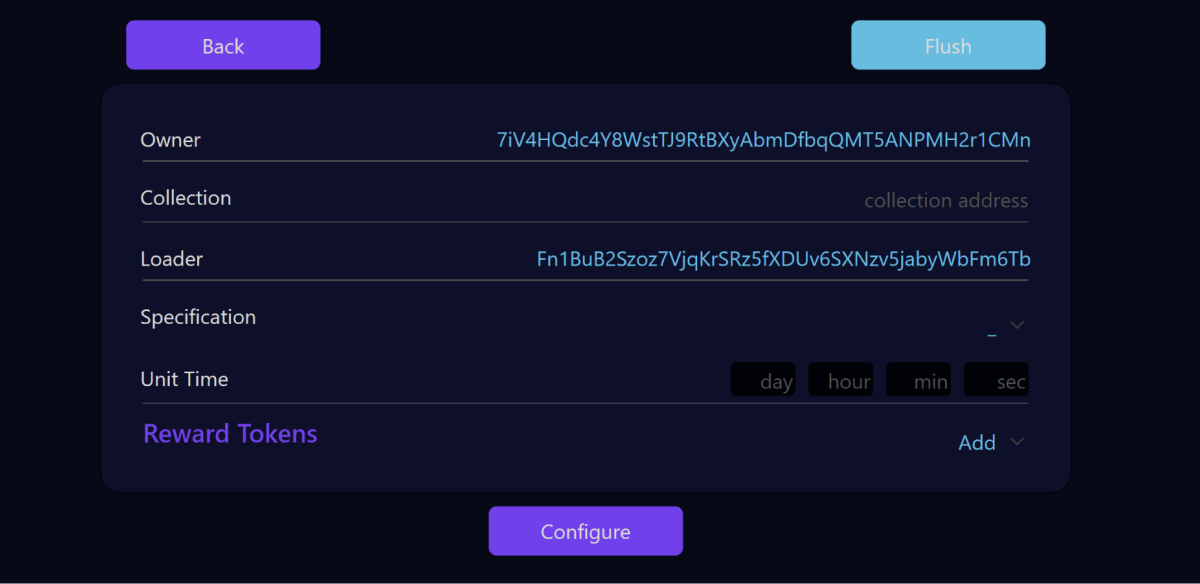 Back
Flush
Owner 7iV4HQdc4Y8WstTJ9RtBXyAbmDfbqQMT5ANPMH2r1CMn
Collection collection address
Loader Fn1BuB2Szoz7VjqKrSRz5fXDUv6SXNzv5jabyWbFm6Tb
Specification _
Unit Time day hour min sec
Reward Tokens Add
Configure